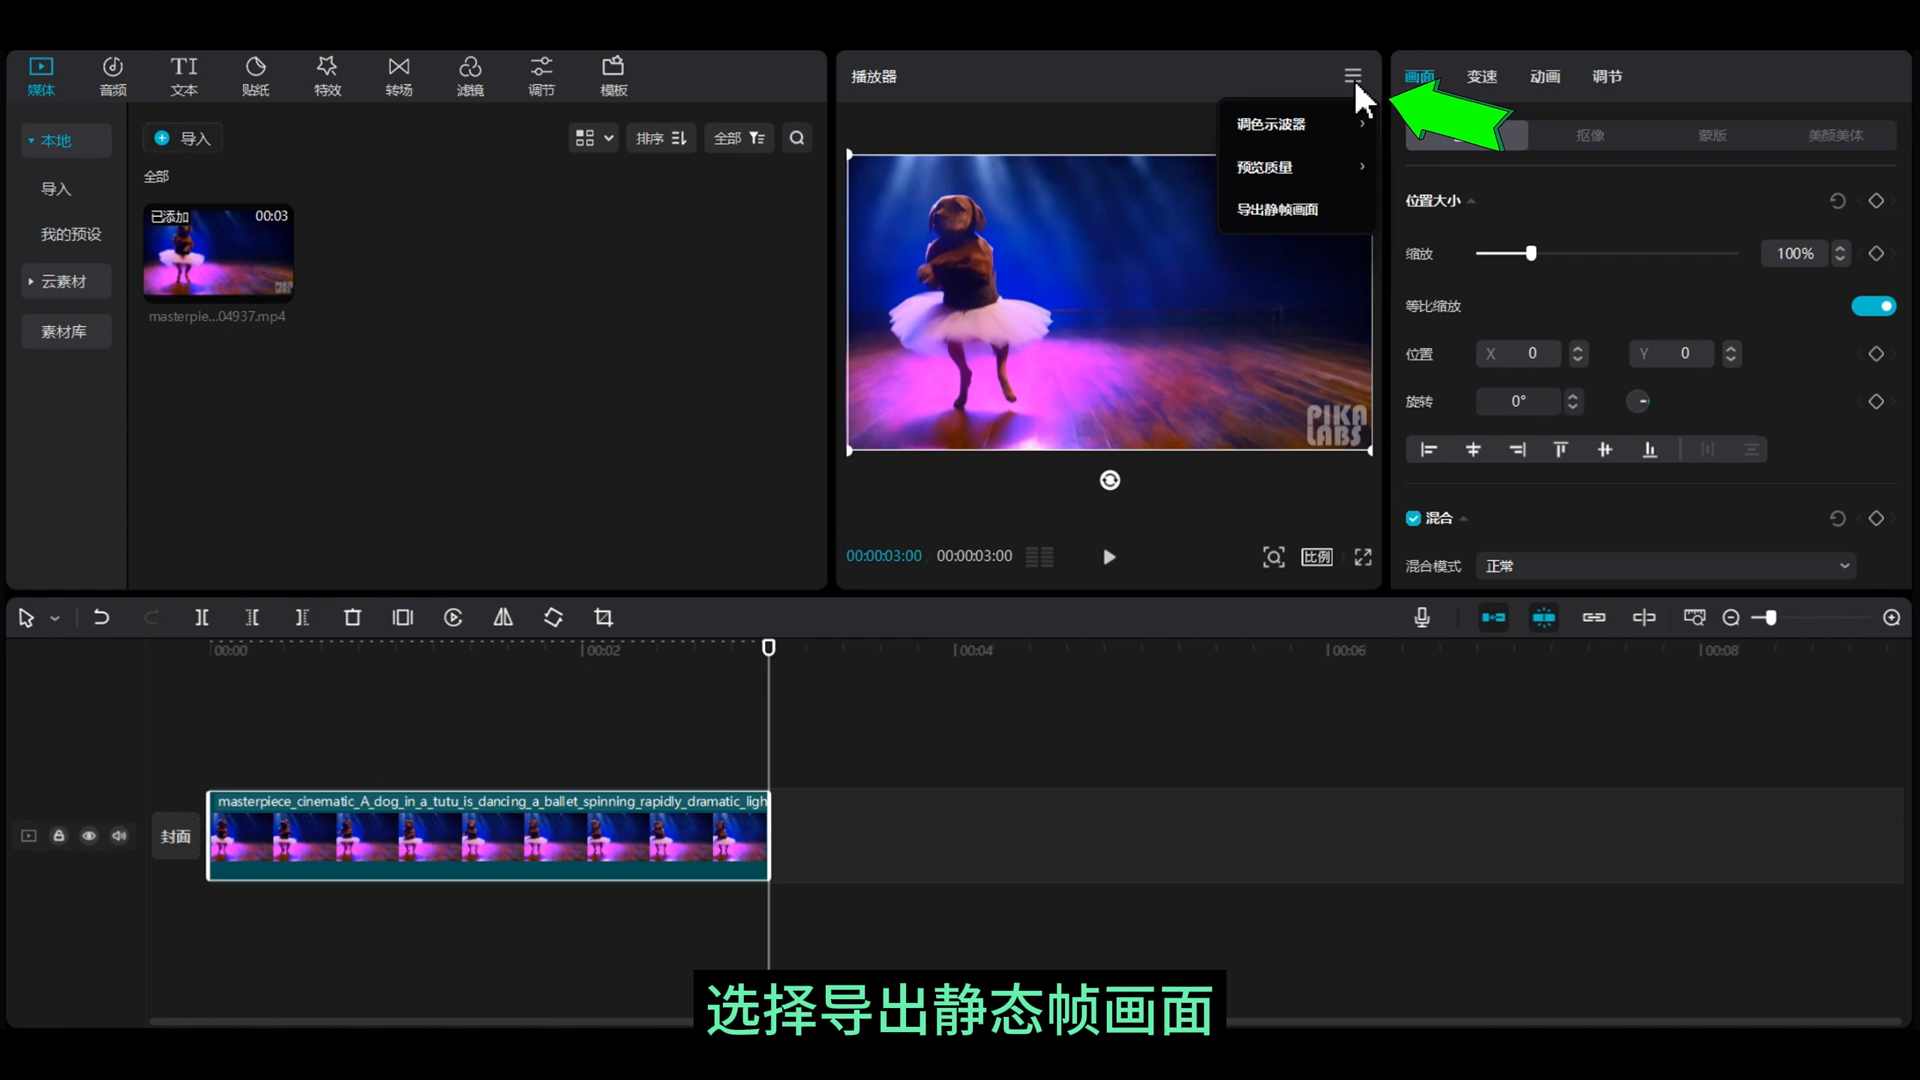 媒体 音频 文本 贴纸 特效 转场 滤镜 调节 模板
本地
导入
我的预设
云素材
素材库
导入
排序
全部
全部
已添加 00:03
masterpie...04937.mp4
播放器
调色示波器
预览质量
导出静帧画面
PIKA
LABS
00:00:03:00 / 00:00:03:00
比例
画面 变速 动画 调节
抠像 蒙版 美颜美体
位置大小
缩放 100%
等比缩放
位置 X 0 Y 0
旋转 0°
混合
混合模式 正常
00:00 00:02 00:04 00:06 00:08
封面
masterpiece_cinematic_A_dog_in_a_tutu_is_dancing_a_ballet_spinning_rapidly_dramatic_ligh
选择导出静态帧画面